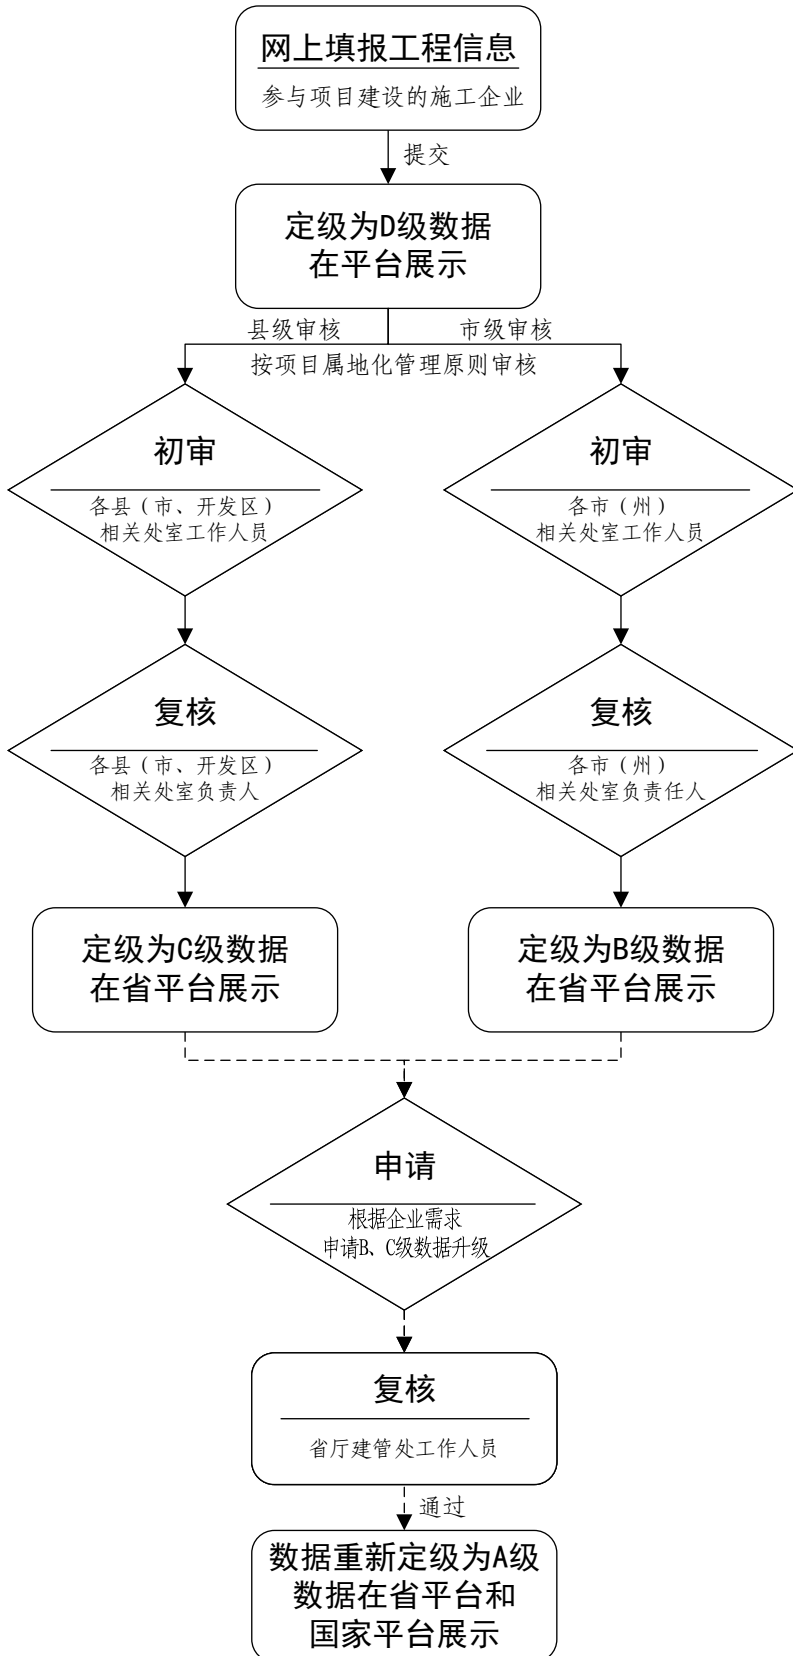 网上填报工程信息
参与项目建设的施工企业
提交
定级为D级数据
在平台展示
县级审核
市级审核
按项目属地化管理原则审核
初审
各县（市、开发区）
相关处室工作人员
初审
各市（州）
相关处室工作人员
复核
各县（市、开发区）
相关处室负责人
复核
各市（州）
相关处室负责任人
定级为C级数据
在省平台展示
定级为B级数据
在省平台展示
申请
根据企业需求
申请B、C级数据升级
复核
省厅建管处工作人员
通过
数据重新定级为A级
数据在省平台和
国家平台展示